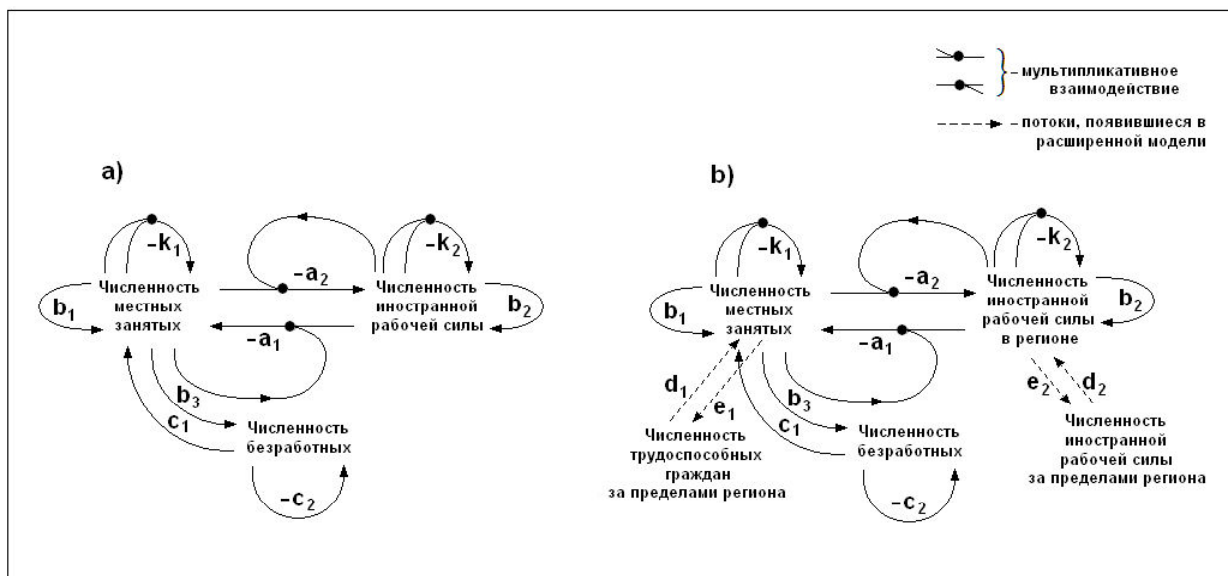 – мультипликативное
взаимодействие
– потоки, появившиеся в
расширенной модели
a)
-k1
-k2
-a2
Численность
местных
занятых
Численность
иностранной
рабочей силы
b1
b2
-a1
b3
c1
Численность
безработных
-c2
b)
-k1
-k2
-a2
Численность
местных
занятых
Численность
иностранной
рабочей силы
в регионе
b1
b2
-a1
d1
e1
b3
c1
e2
d2
Численность
трудоспособных
граждан
за пределами региона
Численность
безработных
Численность
иностранной
рабочей силы
за пределами региона
-c2